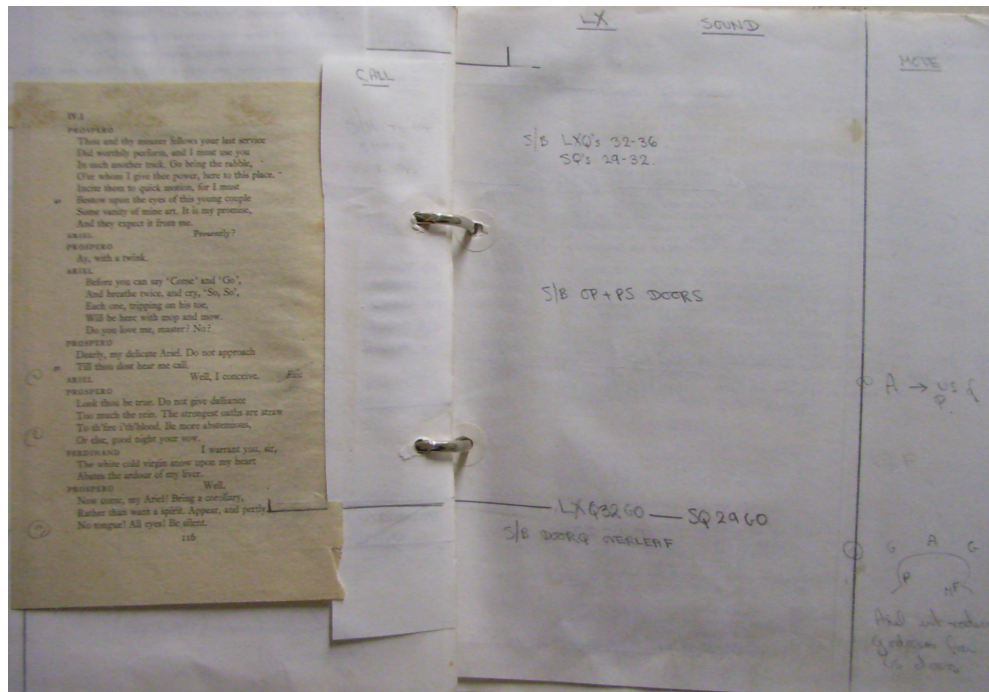 IV.1
PROSPERO
Thou and thy meaner fellows your last service
Did worthily perform, and I must use you
In such another trick. Go bring the rabble,
O'er whom I give thee power, here to this place.
Incite them to quick motion, for I must
40 Bestow upon the eyes of this young couple
Some vanity of mine art. It is my promise,
And they expect it from me.
ARIEL Presently?
PROSPERO
Ay, with a twink.
ARIEL
Before you can say 'Come' and 'Go',
And breathe twice, and cry, 'So, So',
Each one, tripping on his toe,
Will be here with mop and mow.
Do you love me, master? No?
PROSPERO
Dearly, my delicate Ariel. Do not approach
50 Till thou dost hear me call.
ARIEL Well, I conceive. Exit
PROSPERO
Look thou be true. Do not give dalliance
Too much the rein. The strongest oaths are straw
To th'fire i'th'blood. Be more abstemious,
Or else, good night your vow.
FERDINAND I warrant you, sir,
The white cold virgin snow upon my heart
Abates the ardour of my liver.
PROSPERO Well.
Now come, my Ariel! Bring a corollary,
Rather than want a spirit. Appear, and pertly.
No tongue! All eyes! Be silent.
116
CALL
LX SOUND
S/B LXQ's 32-36
SQ's 29-32.
S/B OP+PS DOORS
LXQ32GO SQ29GO
S/B DOORQ OVERLEAF
MOVE
A → US of
P.
G A G
P